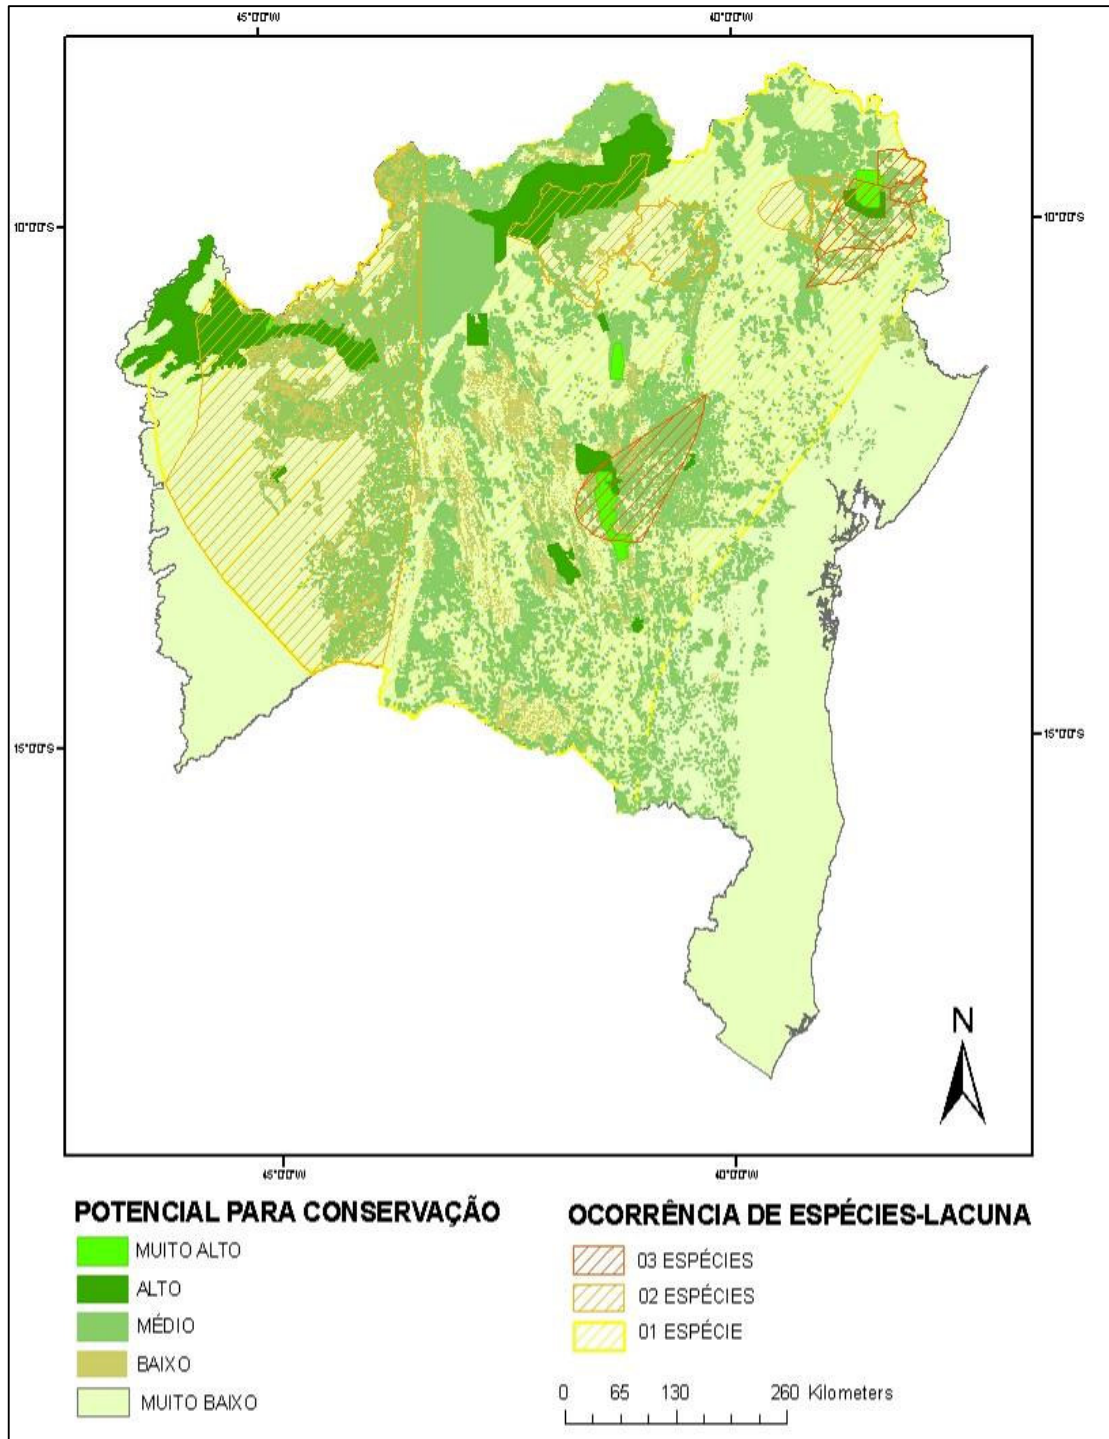 45°0'0"W 40°0'0"W
10°0'0"S 10°0'0"S
15°0'0"S 15°0'0"S
N
45°0'0"W 40°0'0"W
POTENCIAL PARA CONSERVAÇÃO
MUITO ALTO
ALTO
MÉDIO
BAIXO
MUITO BAIXO
OCORRÊNCIA DE ESPÉCIES-LACUNA
03 ESPÉCIES
02 ESPÉCIES
01 ESPÉCIE
0 65 130 260 Kilometers